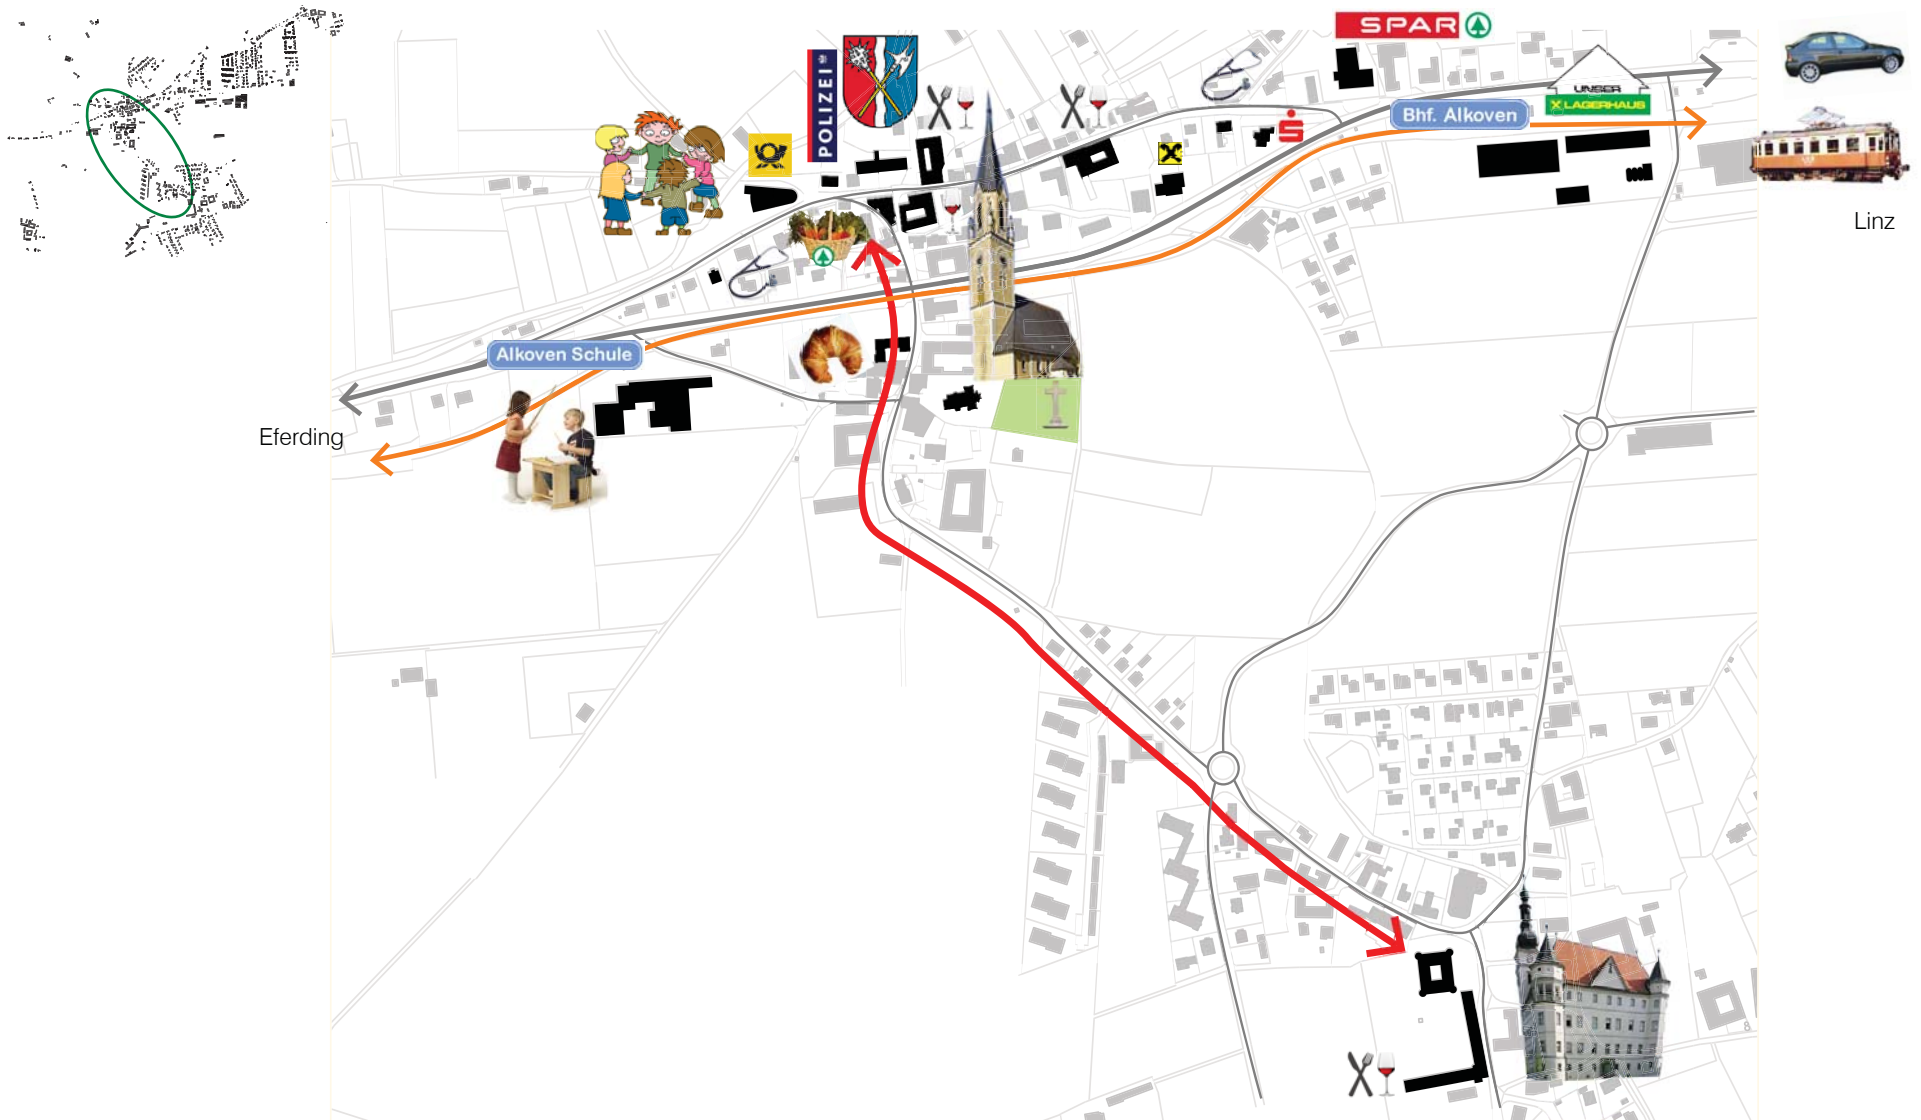 SPAR
POLIZEI
UNSER
LAGERHAUS
Bhf. Alkoven
Linz
Alkoven Schule
Eferding